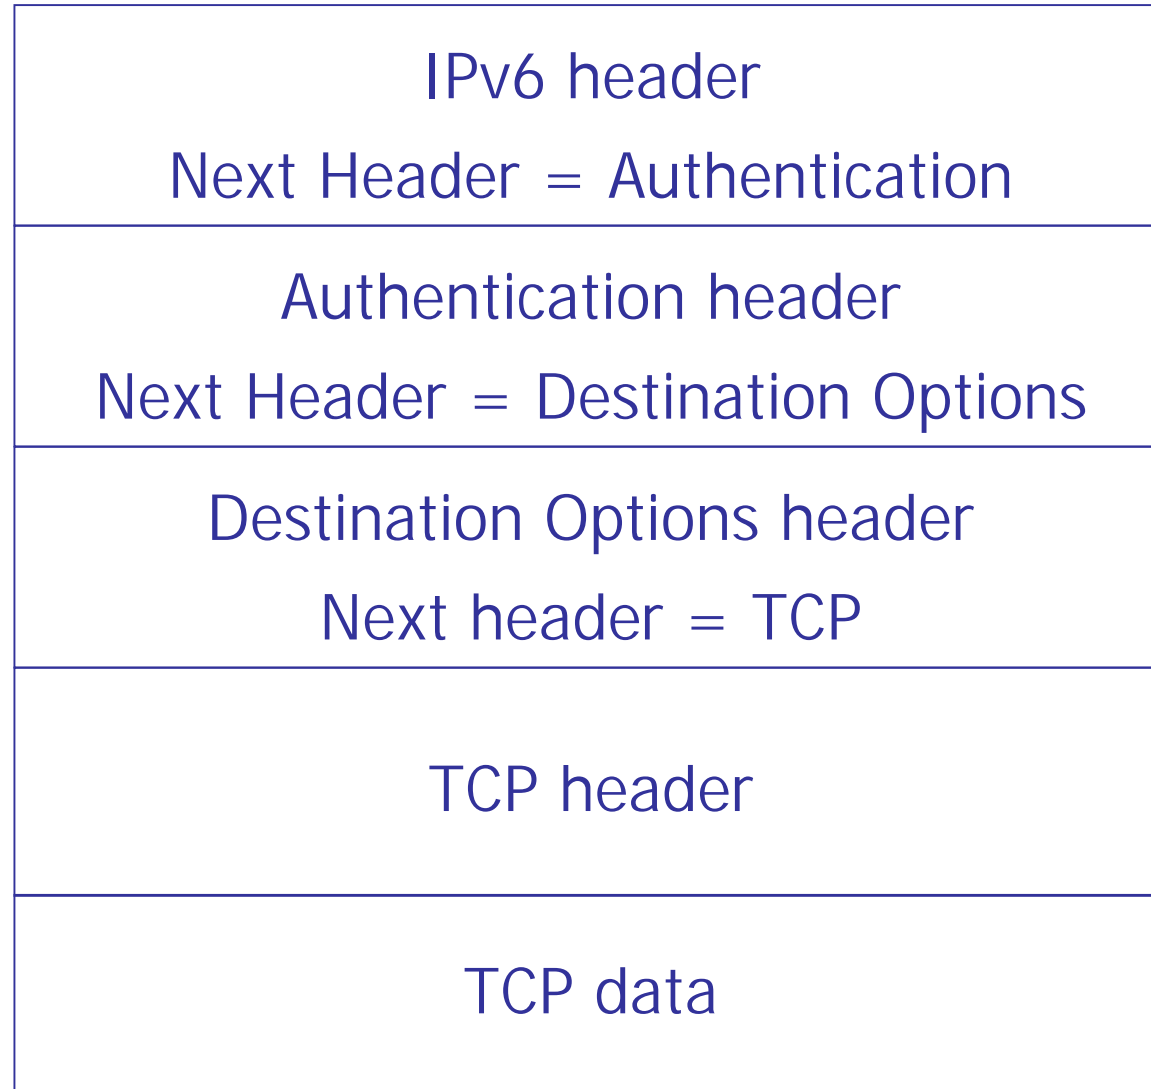 IPv6 header
Next Header = Authentication
Authentication header
Next Header = Destination Options
Destination Options header
Next header = TCP
TCP header
TCP data